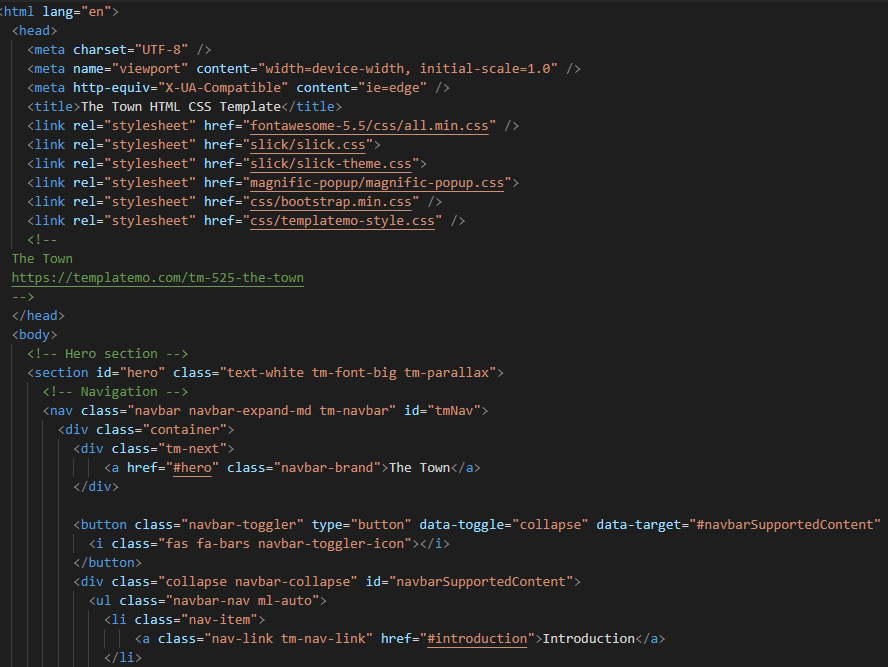 <html lang="en">
<head>
<meta charset="UTF-8" />
<meta name="viewport" content="width=device-width, initial-scale=1.0" />
<meta http-equiv="X-UA-Compatible" content="ie=edge" />
<title>The Town HTML CSS Template</title>
<link rel="stylesheet" href="fontawesome-5.5/css/all.min.css" />
<link rel="stylesheet" href="slick/slick.css">
<link rel="stylesheet" href="slick/slick-theme.css">
<link rel="stylesheet" href="magnific-popup/magnific-popup.css">
<link rel="stylesheet" href="css/bootstrap.min.css" />
<link rel="stylesheet" href="css/templatemo-style.css" />
<!--
The Town
https://templatemo.com/tm-525-the-town
-->
</head>
<body>
<!-- Hero section -->
<section id="hero" class="text-white tm-font-big tm-parallax">
<!-- Navigation -->
<nav class="navbar navbar-expand-md tm-navbar" id="tmNav">
<div class="container">
<div class="tm-next">
<a href="#hero" class="navbar-brand">The Town</a>
</div>
<button class="navbar-toggler" type="button" data-toggle="collapse" data-target="#navbarSupportedContent"
<i class="fas fa-bars navbar-toggler-icon"></i>
</button>
<div class="collapse navbar-collapse" id="navbarSupportedContent">
<ul class="navbar-nav ml-auto">
<li class="nav-item">
<a class="nav-link tm-nav-link" href="#introduction">Introduction</a>
</li>